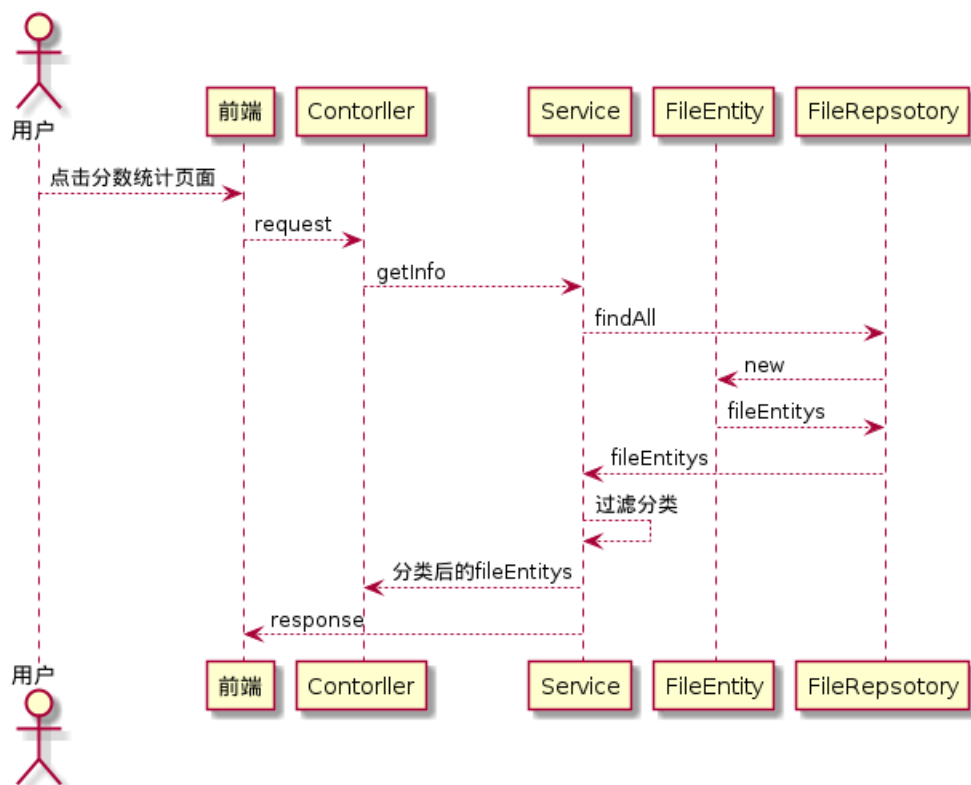 用户
前端
Contorller
Service
FileEntity
FileRepsotory
点击分数统计页面
request
getInfo
findAll
new
fileEntitys
fileEntitys
过滤分类
分类后的fileEntitys
response
用户
前端
Contorller
Service
FileEntity
FileRepsotory